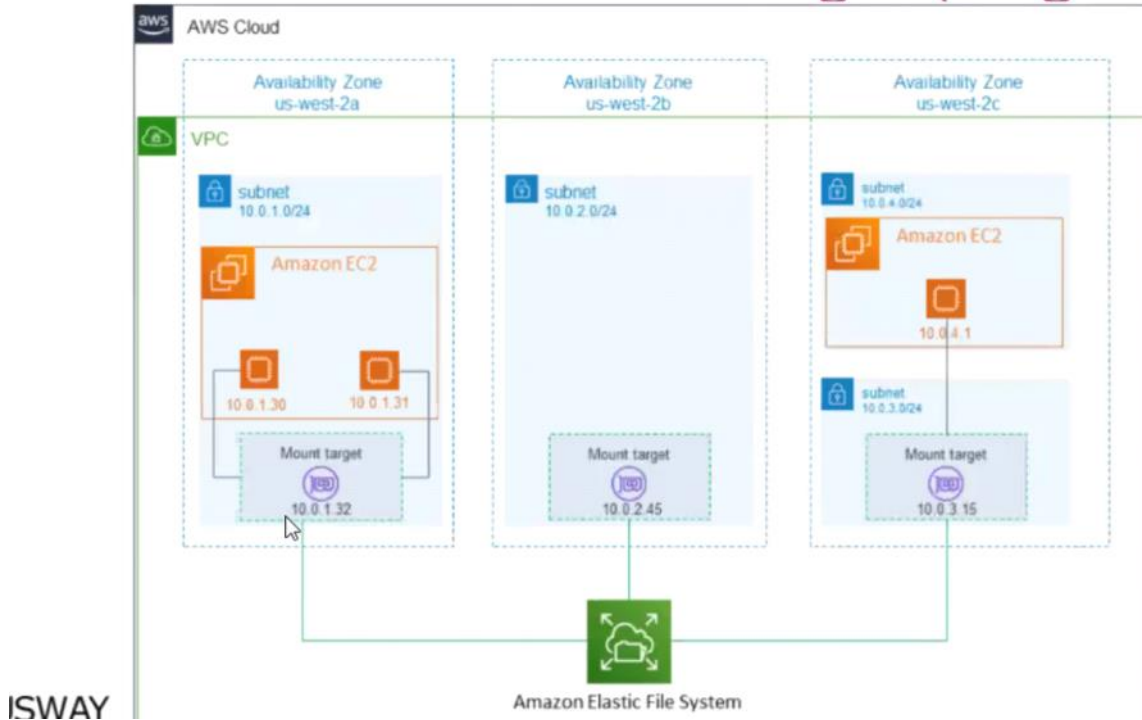 aws
AWS Cloud
Availability Zone
us-west-2a
Availability Zone
us-west-2b
Availability Zone
us-west-2c
VPC
subnet
10.0.1.0/24
Amazon EC2
10.0.1.30
10.0.1.31
Mount target
10.0.1.32
subnet
10.0.2.0/24
Mount target
10.0.2.45
subnet
10.0.4.0/24
Amazon EC2
10.0.4.1
subnet
10.0.3.0/24
Mount target
10.0.3.15
Amazon Elastic File System
ISWAY